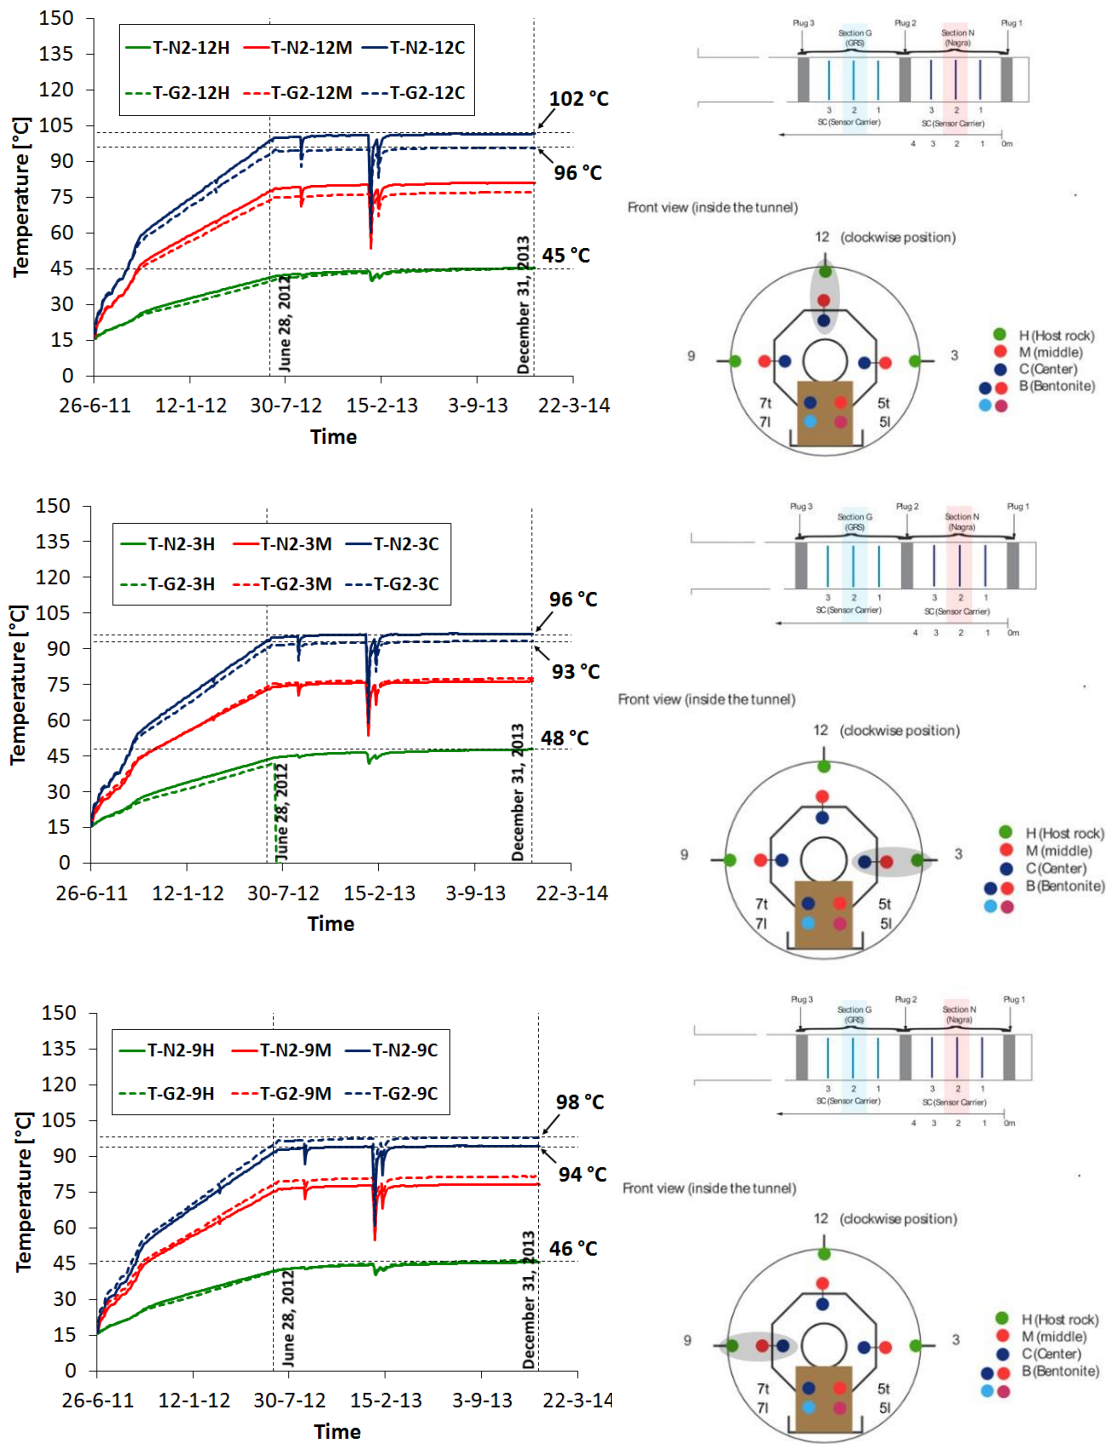 150
135
120
105
90
75
60
45
30
15
0
Temperature [°C]
T-N2-12H T-N2-12M T-N2-12C
T-G2-12H T-G2-12M T-G2-12C
102 °C
96 °C
45 °C
June 28, 2012
December 31, 2013
26-6-11 12-1-12 30-7-12 15-2-13 3-9-13 22-3-14
Time
Plug 3 Plug 2 Plug 1
Section G Section N
(GRS) (Nagra)
3 2 1 3 2 1
SC (Sensor Carrier) SC (Sensor Carrier)
4 3 2 1 0m
Front view (inside the tunnel)
12 (clockwise position)
9 3
7t 5t
7l 5l
H (Host rock)
M (middle)
C (Center)
B (Bentonite)
150
135
120
105
90
75
60
45
30
15
0
Temperature [°C]
T-N2-3H T-N2-3M T-N2-3C
T-G2-3H T-G2-3M T-G2-3C
96 °C
93 °C
48 °C
June 28, 2012
December 31, 2013
26-6-11 12-1-12 30-7-12 15-2-13 3-9-13 22-3-14
Time
Plug 3 Plug 2 Plug 1
Section G Section N
(GRS) (Nagra)
3 2 1 3 2 1
SC (Sensor Carrier) SC (Sensor Carrier)
4 3 2 1 0m
Front view (inside the tunnel)
12 (clockwise position)
9 3
7t 5t
7l 5l
H (Host rock)
M (middle)
C (Center)
B (Bentonite)
150
135
120
105
90
75
60
45
30
15
0
Temperature [°C]
T-N2-9H T-N2-9M T-N2-9C
T-G2-9H T-G2-9M T-G2-9C
98 °C
94 °C
46 °C
June 28, 2012
December 31, 2013
26-6-11 12-1-12 30-7-12 15-2-13 3-9-13 22-3-14
Time
Plug 3 Plug 2 Plug 1
Section G Section N
(GRS) (Nagra)
3 2 1 3 2 1
SC (Sensor Carrier) SC (Sensor Carrier)
4 3 2 1 0m
Front view (inside the tunnel)
12 (clockwise position)
9 3
7t 5t
7l 5l
H (Host rock)
M (middle)
C (Center)
B (Bentonite)